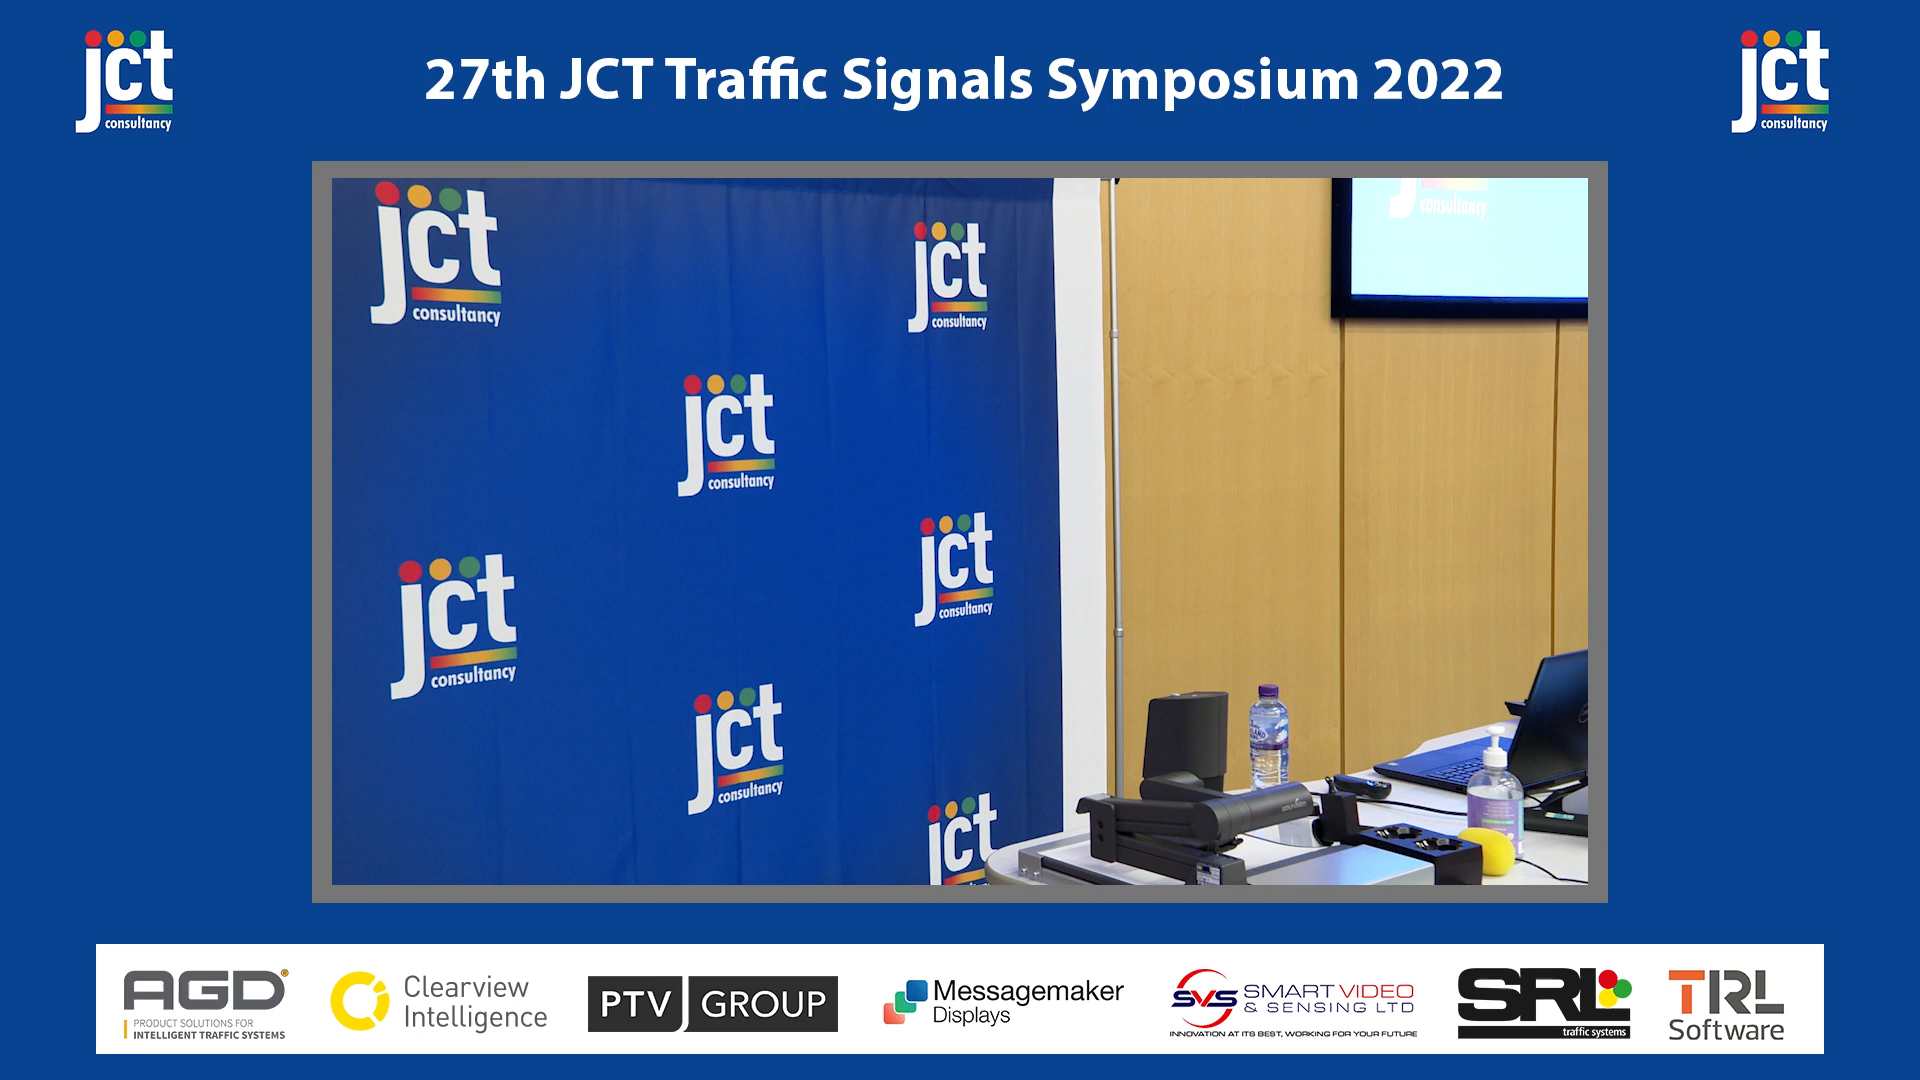 jct
consultancy
27th JCT Traffic Signals Symposium 2022
jct
consultancy
jct
consultancy
jct
consultancy
consultancy
jct
consultancy
jct
consultancy
jct
consultancy
jct
consultancy
jct
AGD
PRODUCT SOLUTIONS FOR
INTELLIGENT TRAFFIC SYSTEMS
Clearview
Intelligence
PTV GROUP
Messagemaker
Displays
SVS SMART VIDEO
& SENSING LTD
INNOVATION AT ITS BEST, WORKING FOR YOUR FUTURE
SRL
traffic systems
TRL
Software